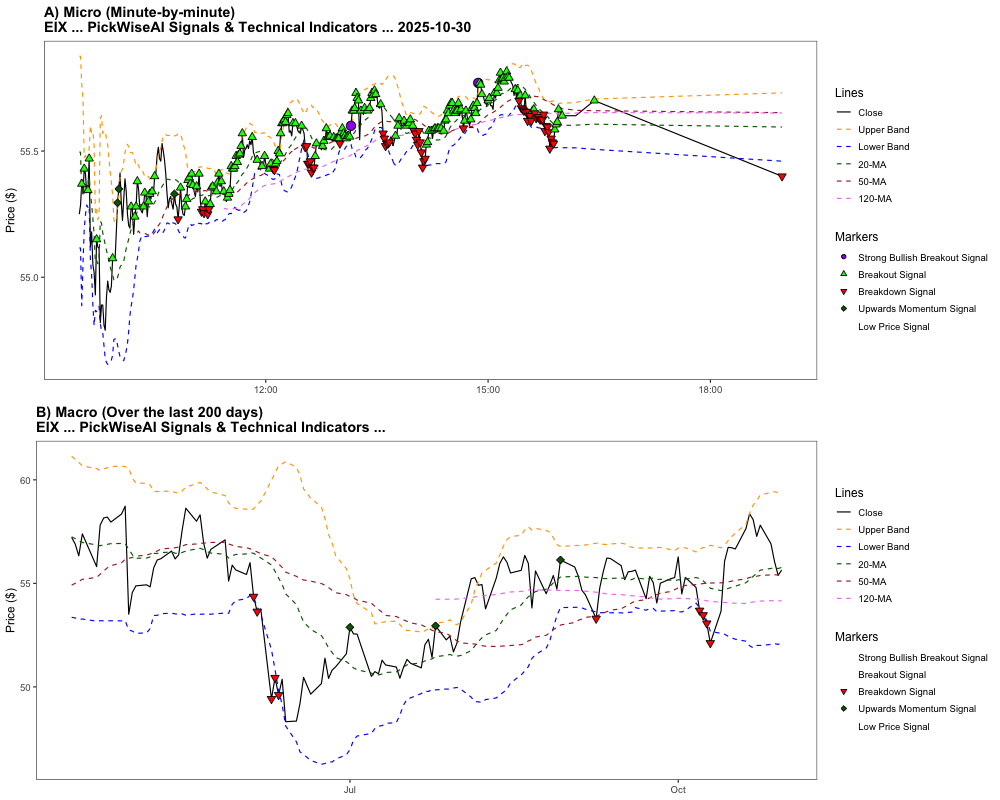 A) Micro (Minute-by-minute)
EIX ... PickWiseAI Signals & Technical Indicators ... 2025-10-30
Price ($)
55.5
55.0
12:00
15:00
18:00
Lines
Close
Upper Band
Lower Band
20-MA
50-MA
120-MA
Markers
Strong Bullish Breakout Signal
Breakout Signal
Breakdown Signal
Upwards Momentum Signal
Low Price Signal
B) Macro (Over the last 200 days)
EIX ... PickWiseAI Signals & Technical Indicators ...
Price ($)
60
55
50
Jul
Oct
Lines
Close
Upper Band
Lower Band
20-MA
50-MA
120-MA
Markers
Strong Bullish Breakout Signal
Breakout Signal
Breakdown Signal
Upwards Momentum Signal
Low Price Signal